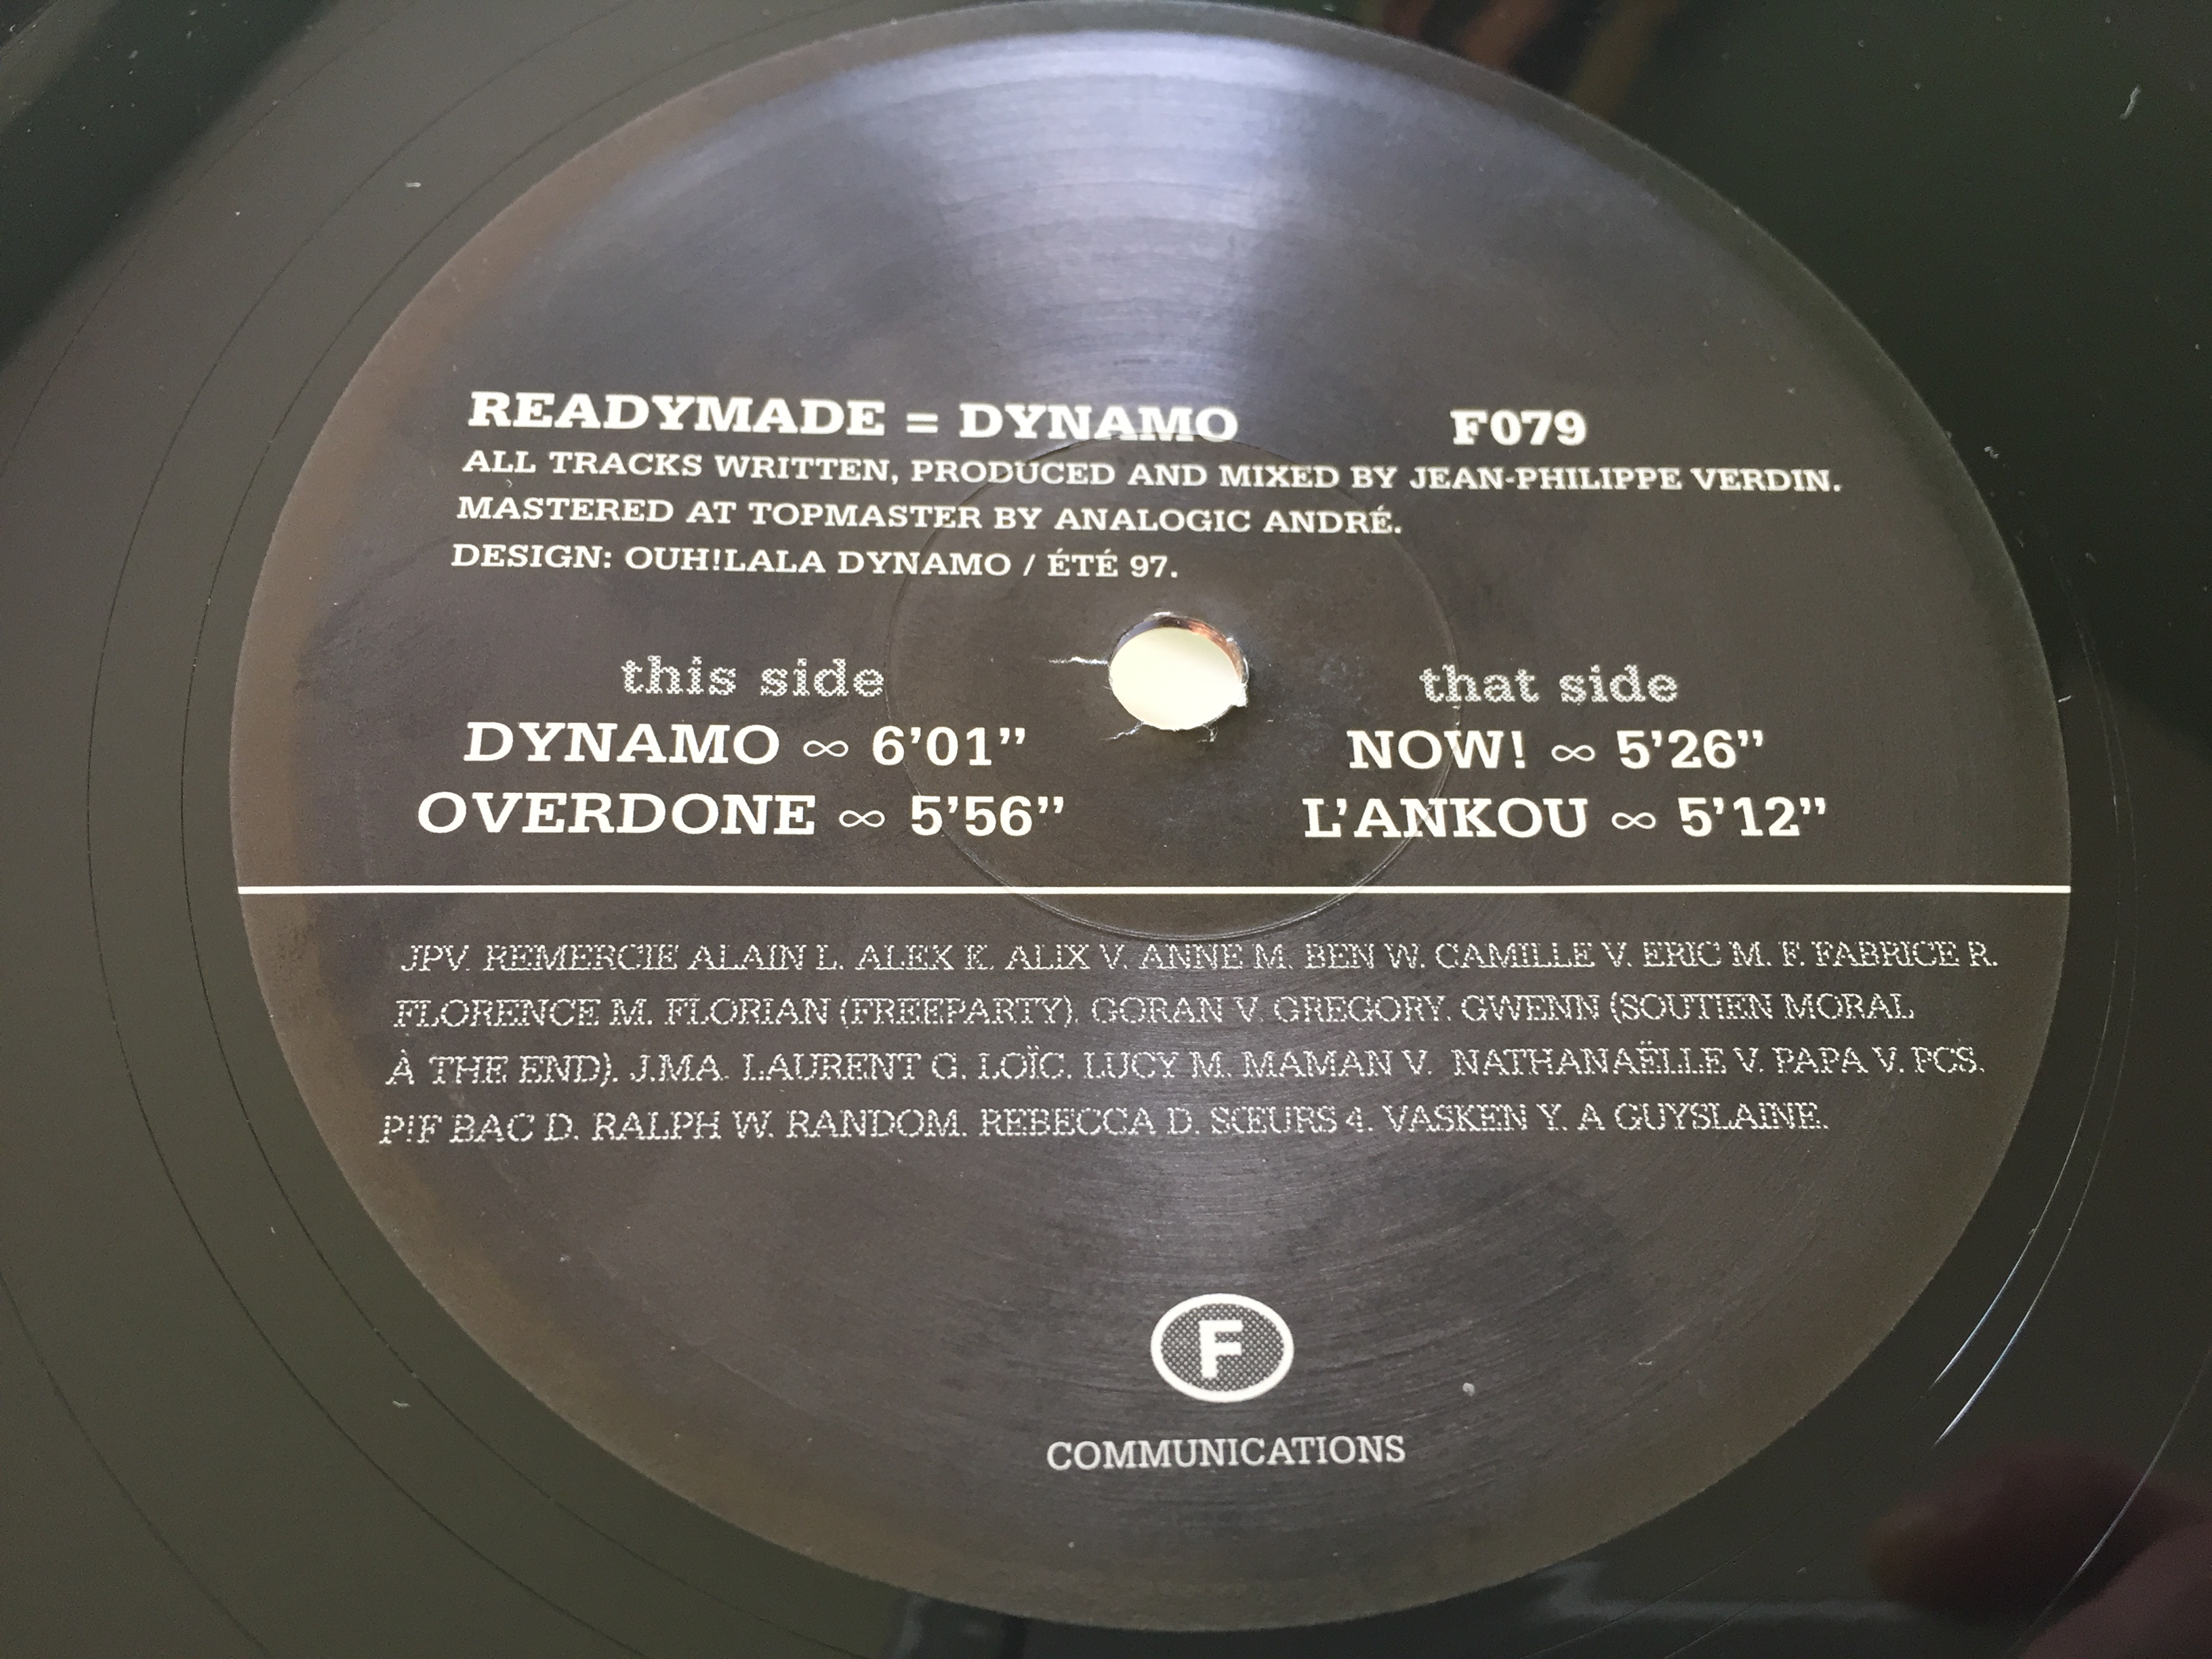 READYMADE = DYNAMO F079
ALL TRACKS WRITTEN, PRODUCED AND MIXED BY JEAN-PHILIPPE VERDIN.
MASTERED AT TOPMASTER BY ANALOGIC ANDRÉ.
DESIGN: OUH!LALA DYNAMO / ÉTÉ 97.
this side
DYNAMO ∞ 6'01”
OVERDONE ∞ 5'56”
that side
NOW! ∞ 5'26”
L'ANKOU ∞ 5'12”
JPV. REMERCIE ALAIN L. ALEX K. ALIX V. ANNE M. BEN W. CAMILLE V. ERIC M. F. FABRICE R.
FLORENCE M. FLORIAN (FREEPARTY). GORAN V. GREGORY. GWENN (SOUTIEN MORAL
À THE END). J.MA. LAURENT G. LOÏC. LUCY M. MAMAN V. NATHANAËLLE V. PAPA V. PCS.
P!F BAC D. RALPH W. RANDOM. REBECCA D. SŒURS 4. VASKEN Y. A GUYSLAINE.
F
COMMUNICATIONS